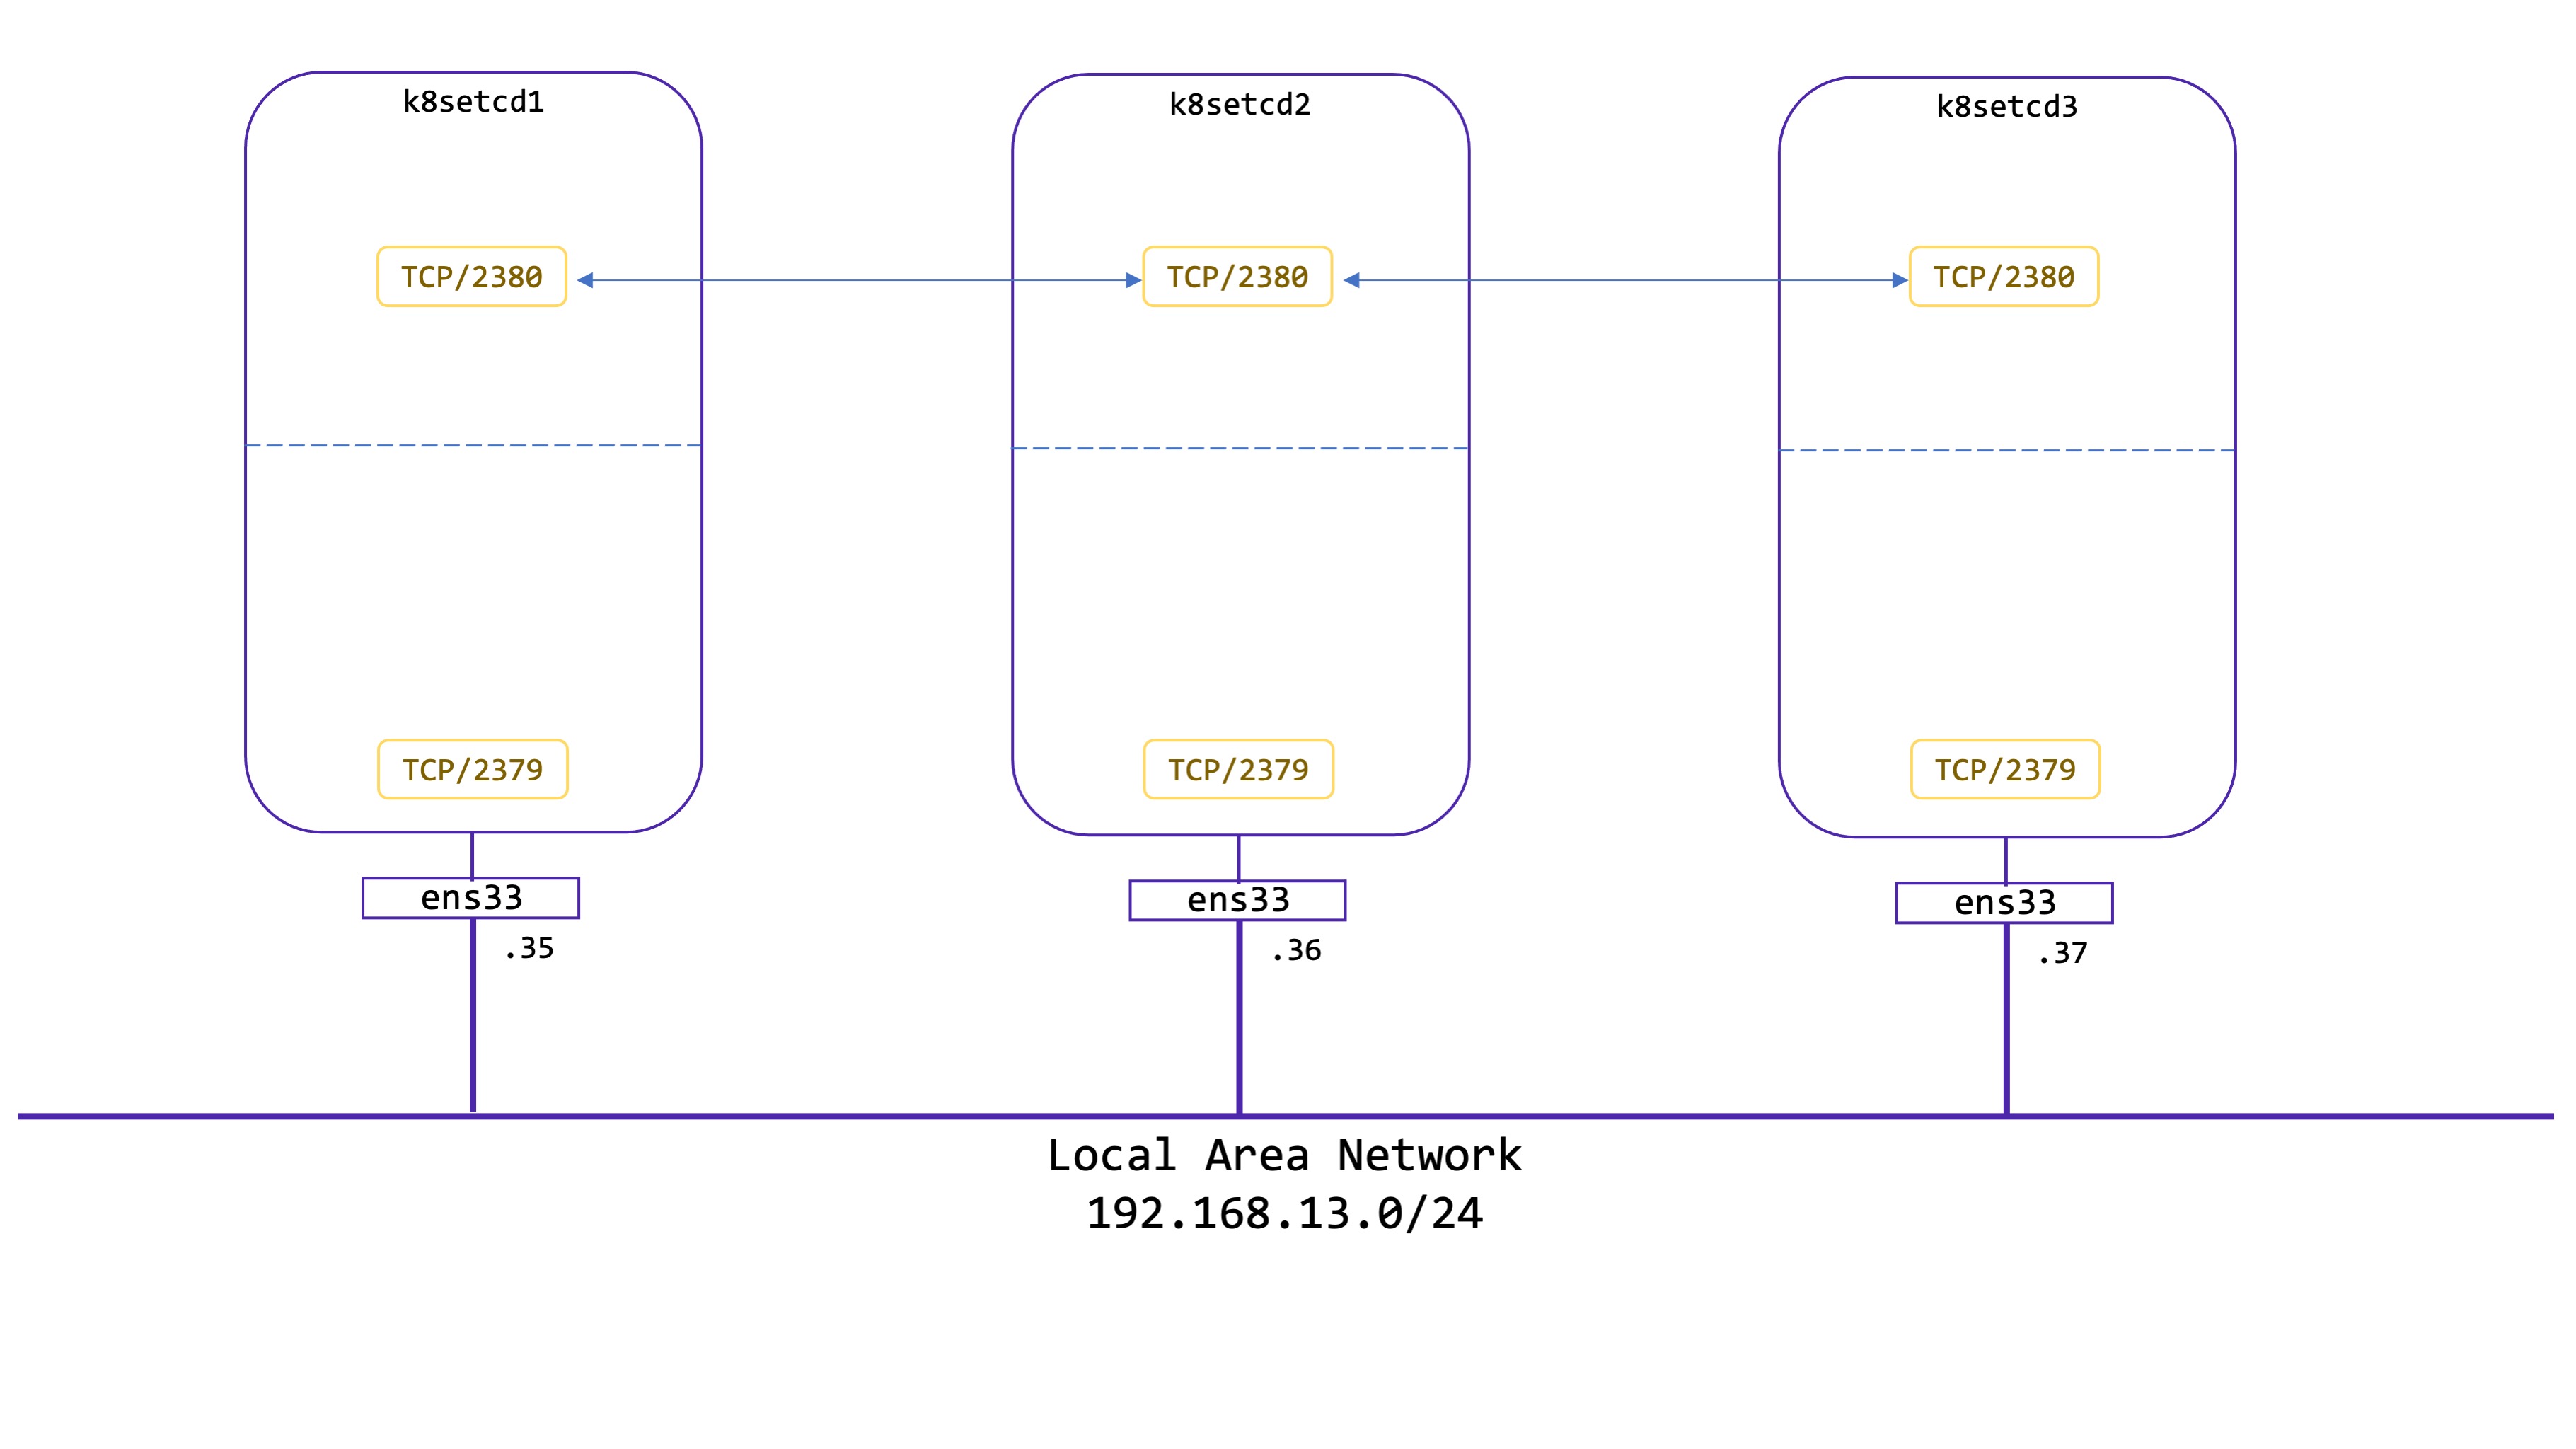 k8setcd1
k8setcd2
k8setcd3
TCP/2380
TCP/2380
TCP/2380
TCP/2379
TCP/2379
TCP/2379
ens33
ens33
ens33
.35
.36
.37
Local Area Network
192.168.13.0/24